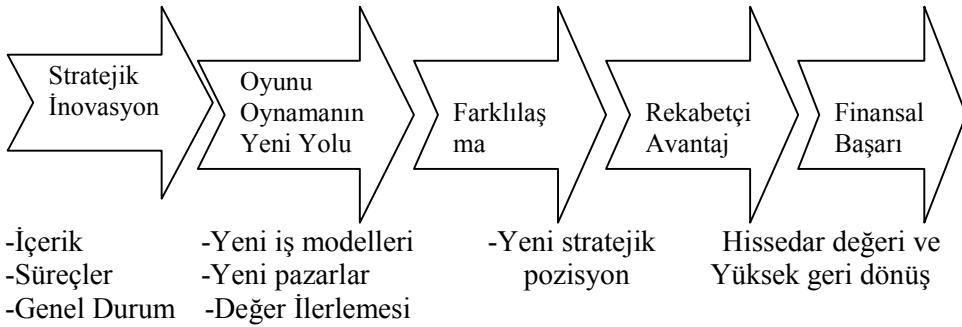 Stratejik
İnovasyon
Oyunu
Oynamanın
Yeni Yolu
Farklılaş
ma
Rekabetçi
Avantaj
Finansal
Başarı
-İçerik
-Süreçler
-Genel Durum
-Yeni iş modelleri
-Yeni pazarlar
-Değer İlerlemesi
-Yeni stratejik
pozisyon
Hissedar değeri ve
Yüksek geri dönüş